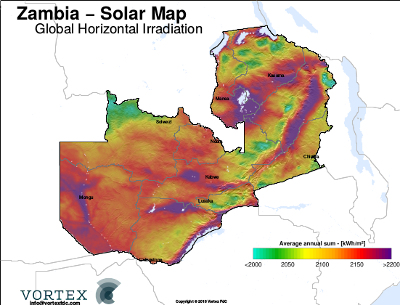 Zambia – Solar Map
Global Horizontal Irradiation
Kasama
Mansa
Solwezi
Ndola
Chipata
Kabwe
Mongu
Lusaka
Average annual sum - [kWh/m²]
<2000 2050 2100 2150 2200
VORTEX
info@vortexfdc.com
Copyright © 2015 Vortex FdC